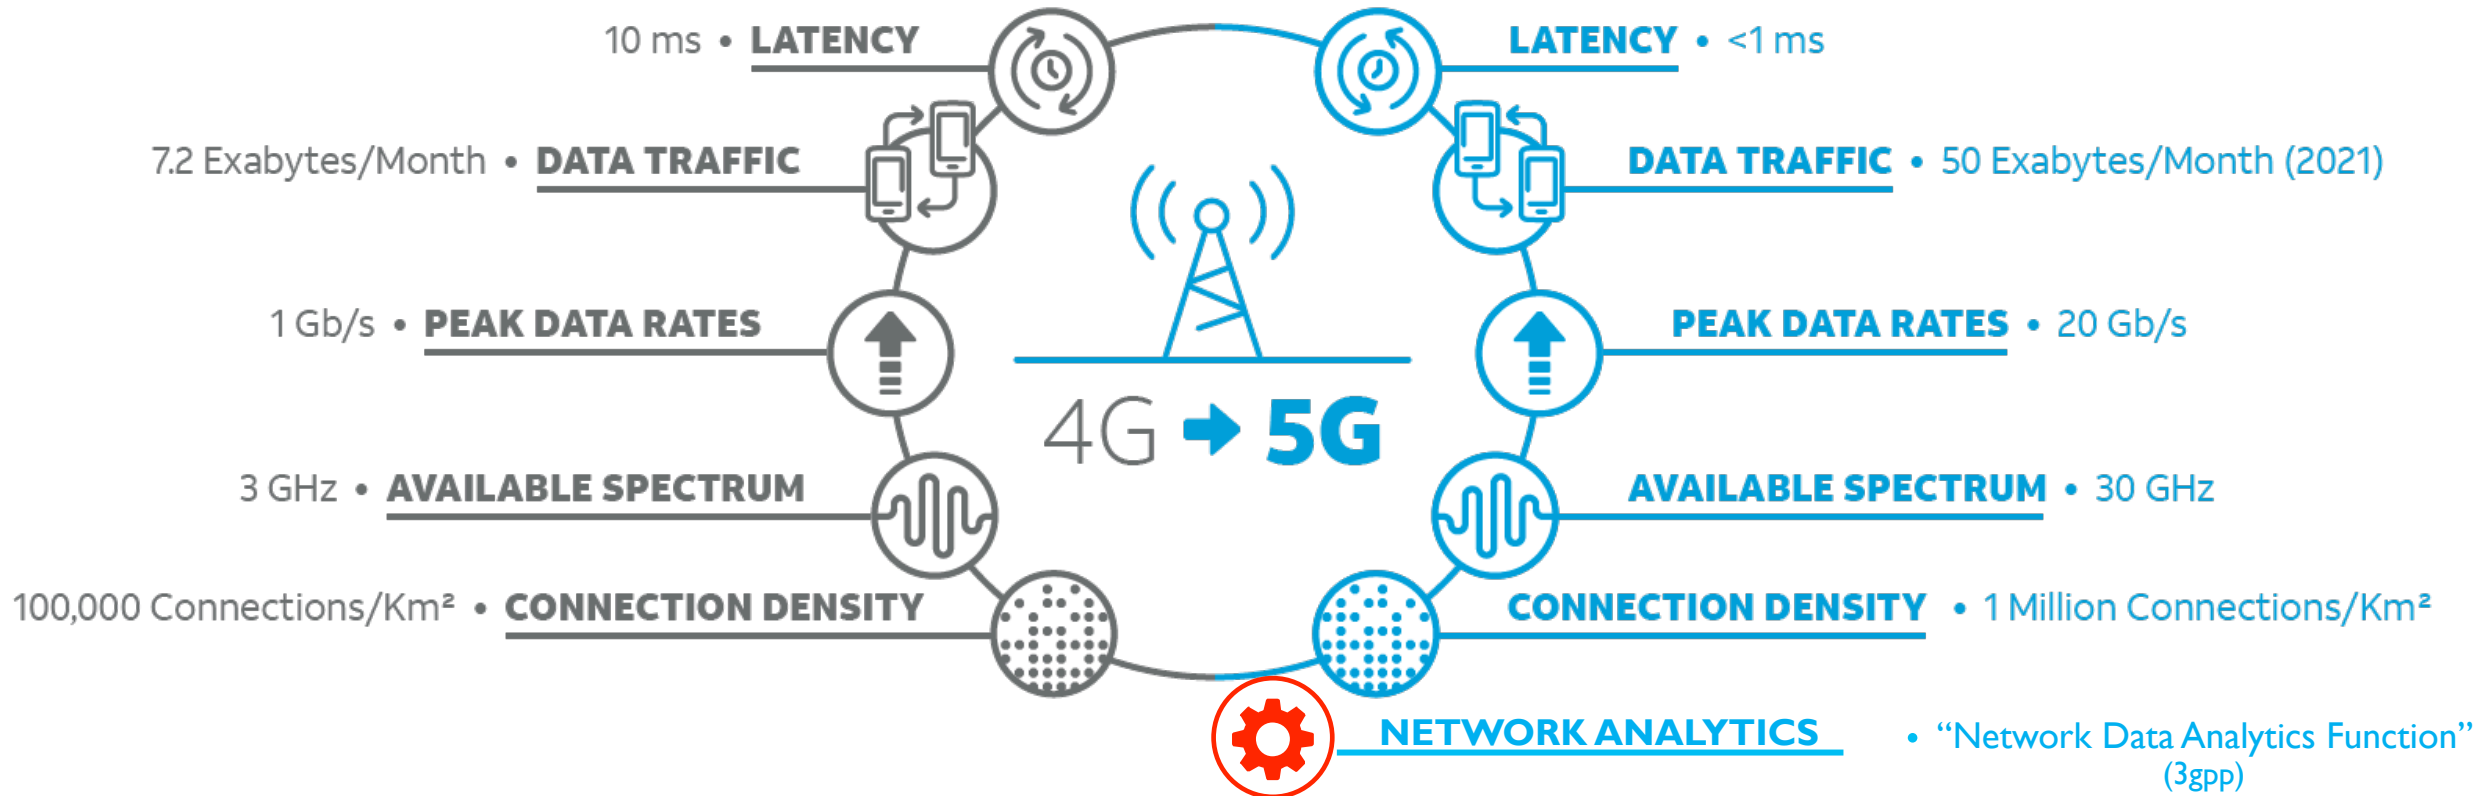 10 ms • LATENCY
LATENCY • <1 ms
7.2 Exabytes/Month • DATA TRAFFIC
DATA TRAFFIC • 50 Exabytes/Month (2021)
1 Gb/s • PEAK DATA RATES
PEAK DATA RATES • 20 Gb/s
4G 5G
3 GHz • AVAILABLE SPECTRUM
AVAILABLE SPECTRUM • 30 GHz
100,000 Connections/Km² • CONNECTION DENSITY
CONNECTION DENSITY • 1 Million Connections/Km²
NETWORK ANALYTICS • “Network Data Analytics Function”
(3gpp)